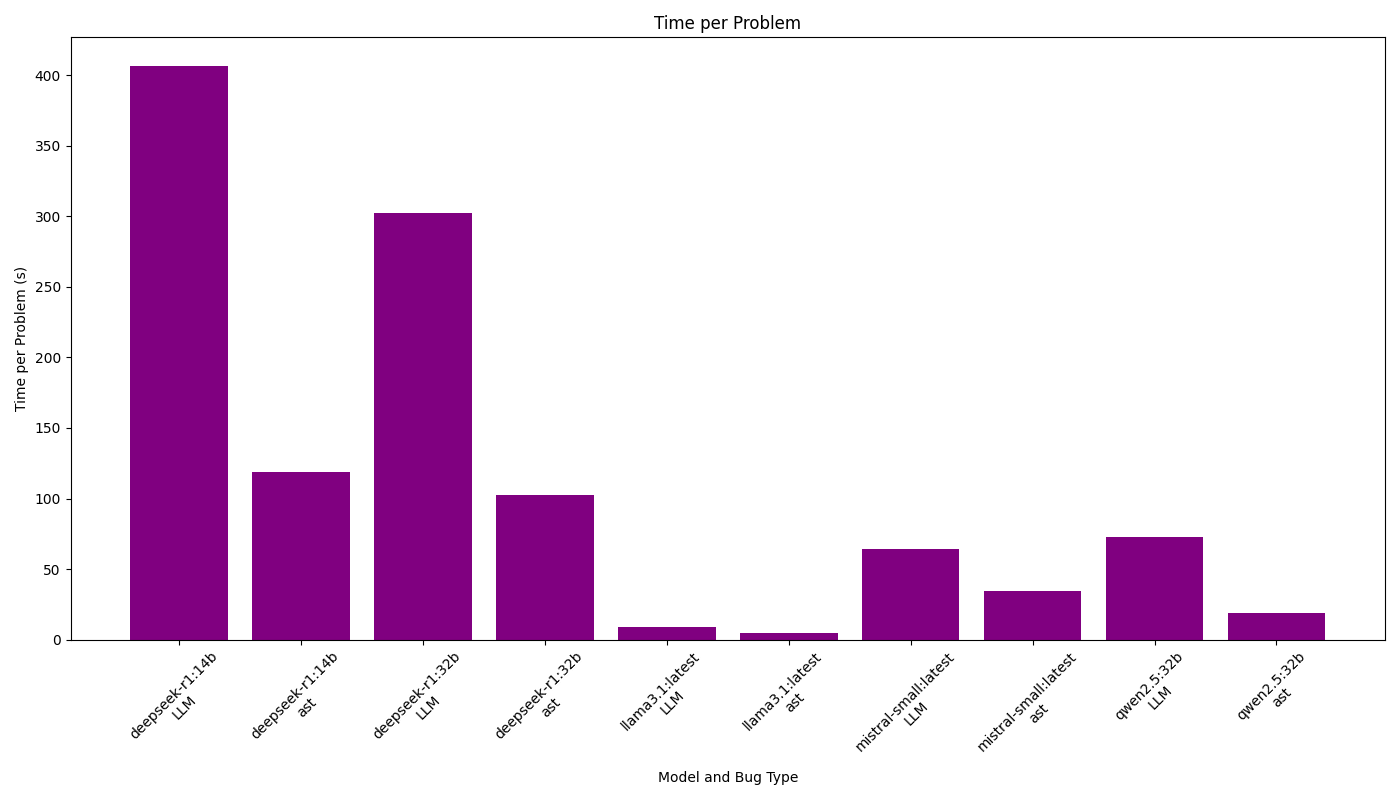 Time per Problem
Time per Problem (s)
400
350
300
250
200
150
100
50
0
deepseek-r1:14b
LLM
deepseek-r1:14b
ast
deepseek-r1:32b
LLM
deepseek-r1:32b
ast
llama3.1:latest
LLM
llama3.1:latest
ast
mistral-small:latest
LLM
mistral-small:latest
ast
qwen2.5:32b
LLM
qwen2.5:32b
ast
Model and Bug Type